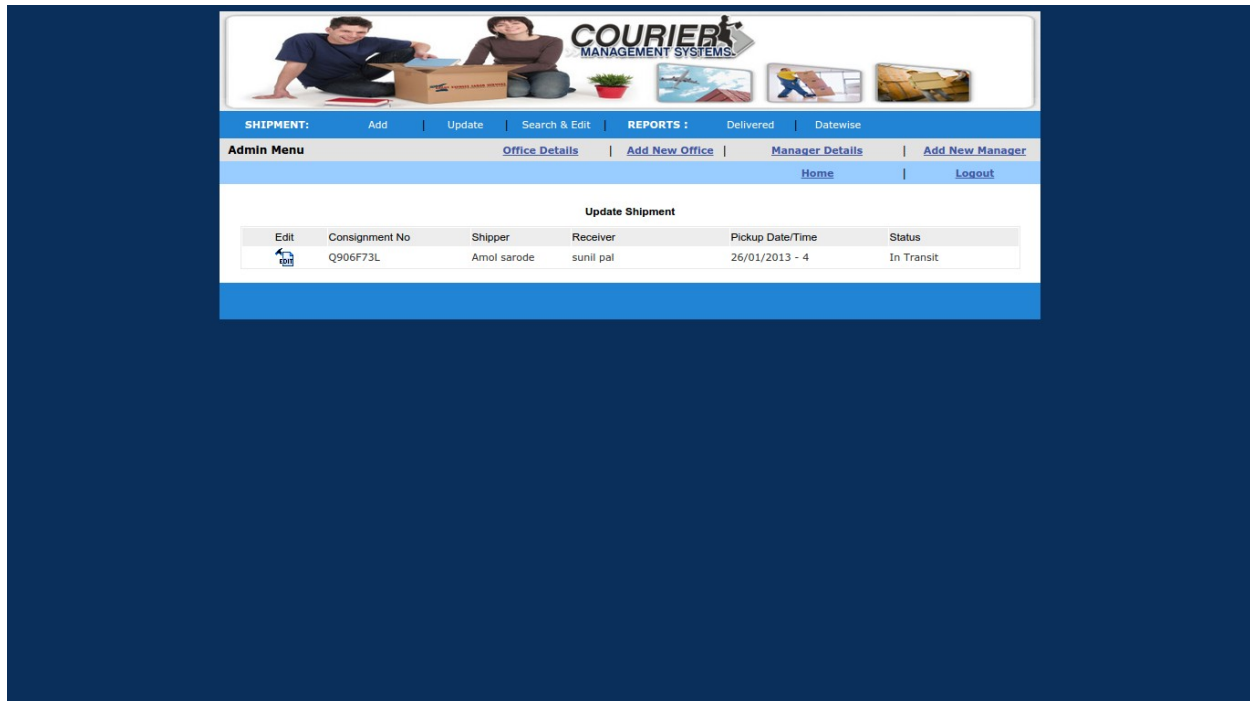 COURIER
MANAGEMENT SYSTEMS
SHIPMENT: Add | Update | Search & Edit | REPORTS : Delivered | Datewise
Admin Menu Office Details | Add New Office | Manager Details | Add New Manager
Home | Logout
Update Shipment
Edit Consignment No Shipper Receiver Pickup Date/Time Status
EDIT Q906F73L Amol sarode sunil pal 26/01/2013 - 4 In Transit